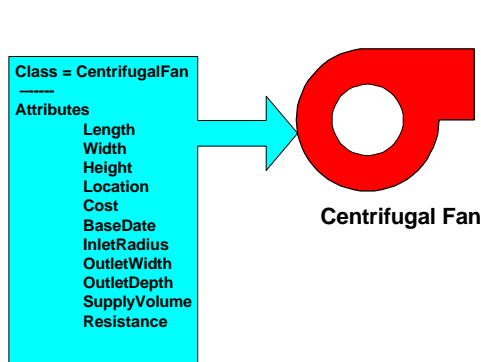 Class = CentrifugalFan
-------
Attributes
Length
Width
Height
Location
Cost
BaseDate
InletRadius
OutletWidth
OutletDepth
SupplyVolume
Resistance
Centrifugal Fan